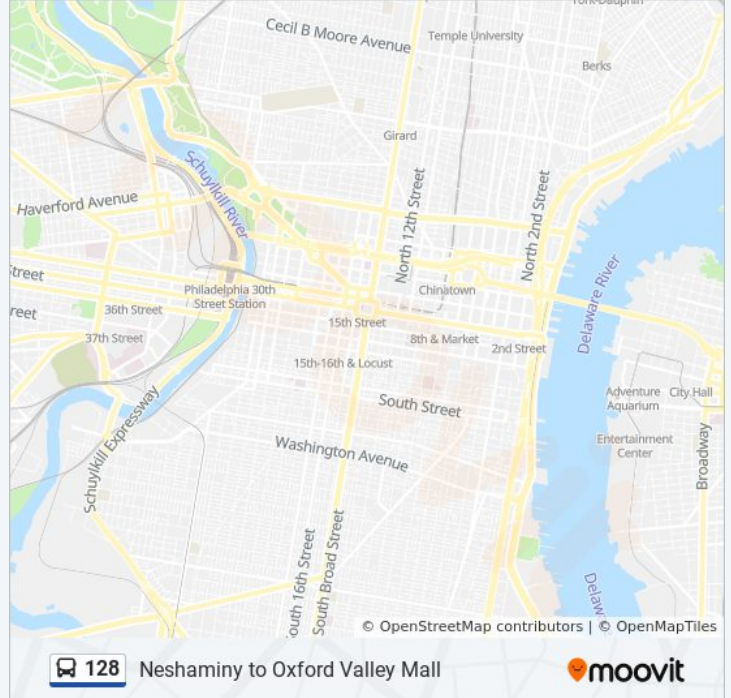 York-Dauphin
Cecil B Moore Avenue
Temple University
Berks
Girard
Schuylkill River
Haverford Avenue
North 12th Street
North 2nd Street
Street
Philadelphia 30th
Street Station
Chinatown
Delaware River
36th Street
reet
15th Street
37th Street
8th & Market
2nd Street
15th-16th & Locust
Adventure
Aquarium
City Hall
South Street
Schuylkill Expressway
Washington Avenue
Entertainment
Center
Broadway
South Broad Street
outh 16th Street
Delaw
© OpenStreetMap contributors | © OpenMapTiles
128 Neshaminy to Oxford Valley Mall
moovit